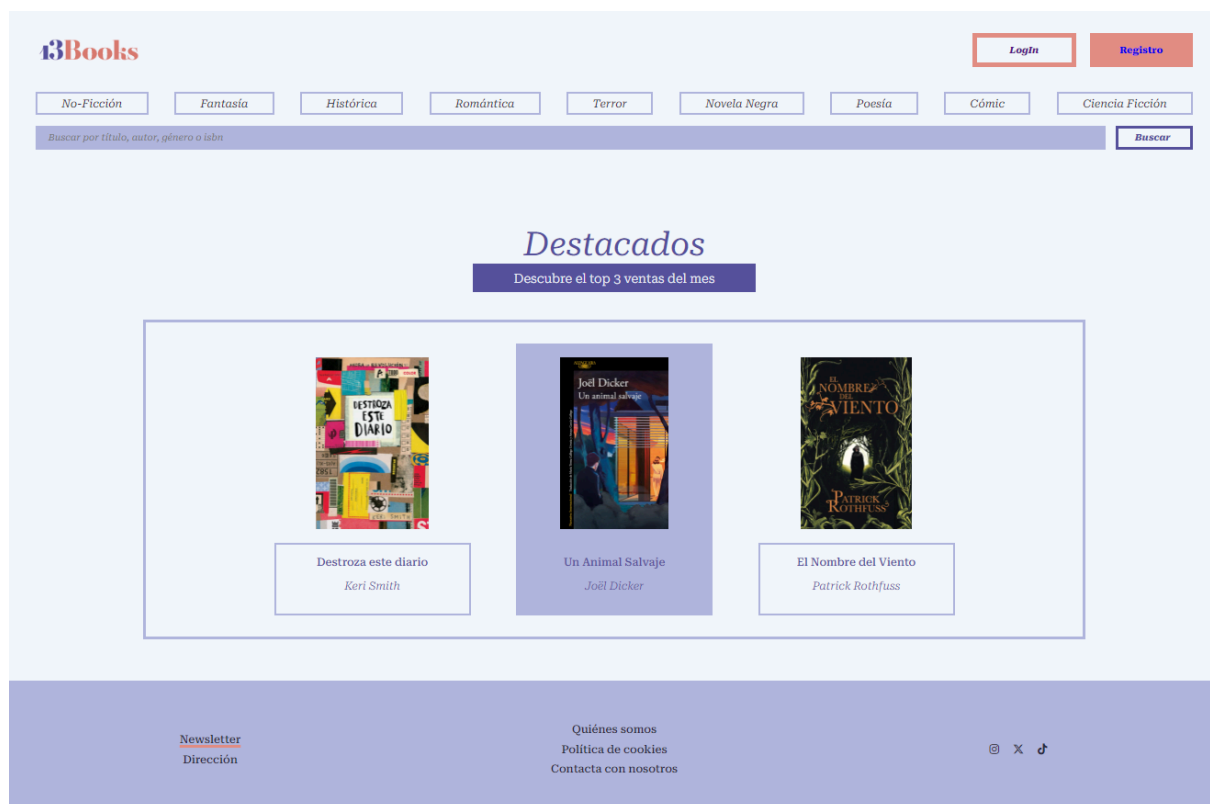 13Books
LogIn
Registro
No-Ficción
Fantasía
Histórica
Romántica
Terror
Novela Negra
Poesía
Cómic
Ciencia Ficción
Buscar por título, autor, género o isbn
Buscar
Destacados
Descubre el top 3 ventas del mes
DESTROZA
ESTE
DIARIO
KERI SMITH
Joël Dicker
Un animal salvaje
EL
NOMBRE
DEL
VIENTO
PATRICK
ROTHFUSS
Destroza este diario
Keri Smith
Un Animal Salvaje
Joël Dicker
El Nombre del Viento
Patrick Rothfuss
Newsletter
Dirección
Quiénes somos
Política de cookies
Contacta con nosotros